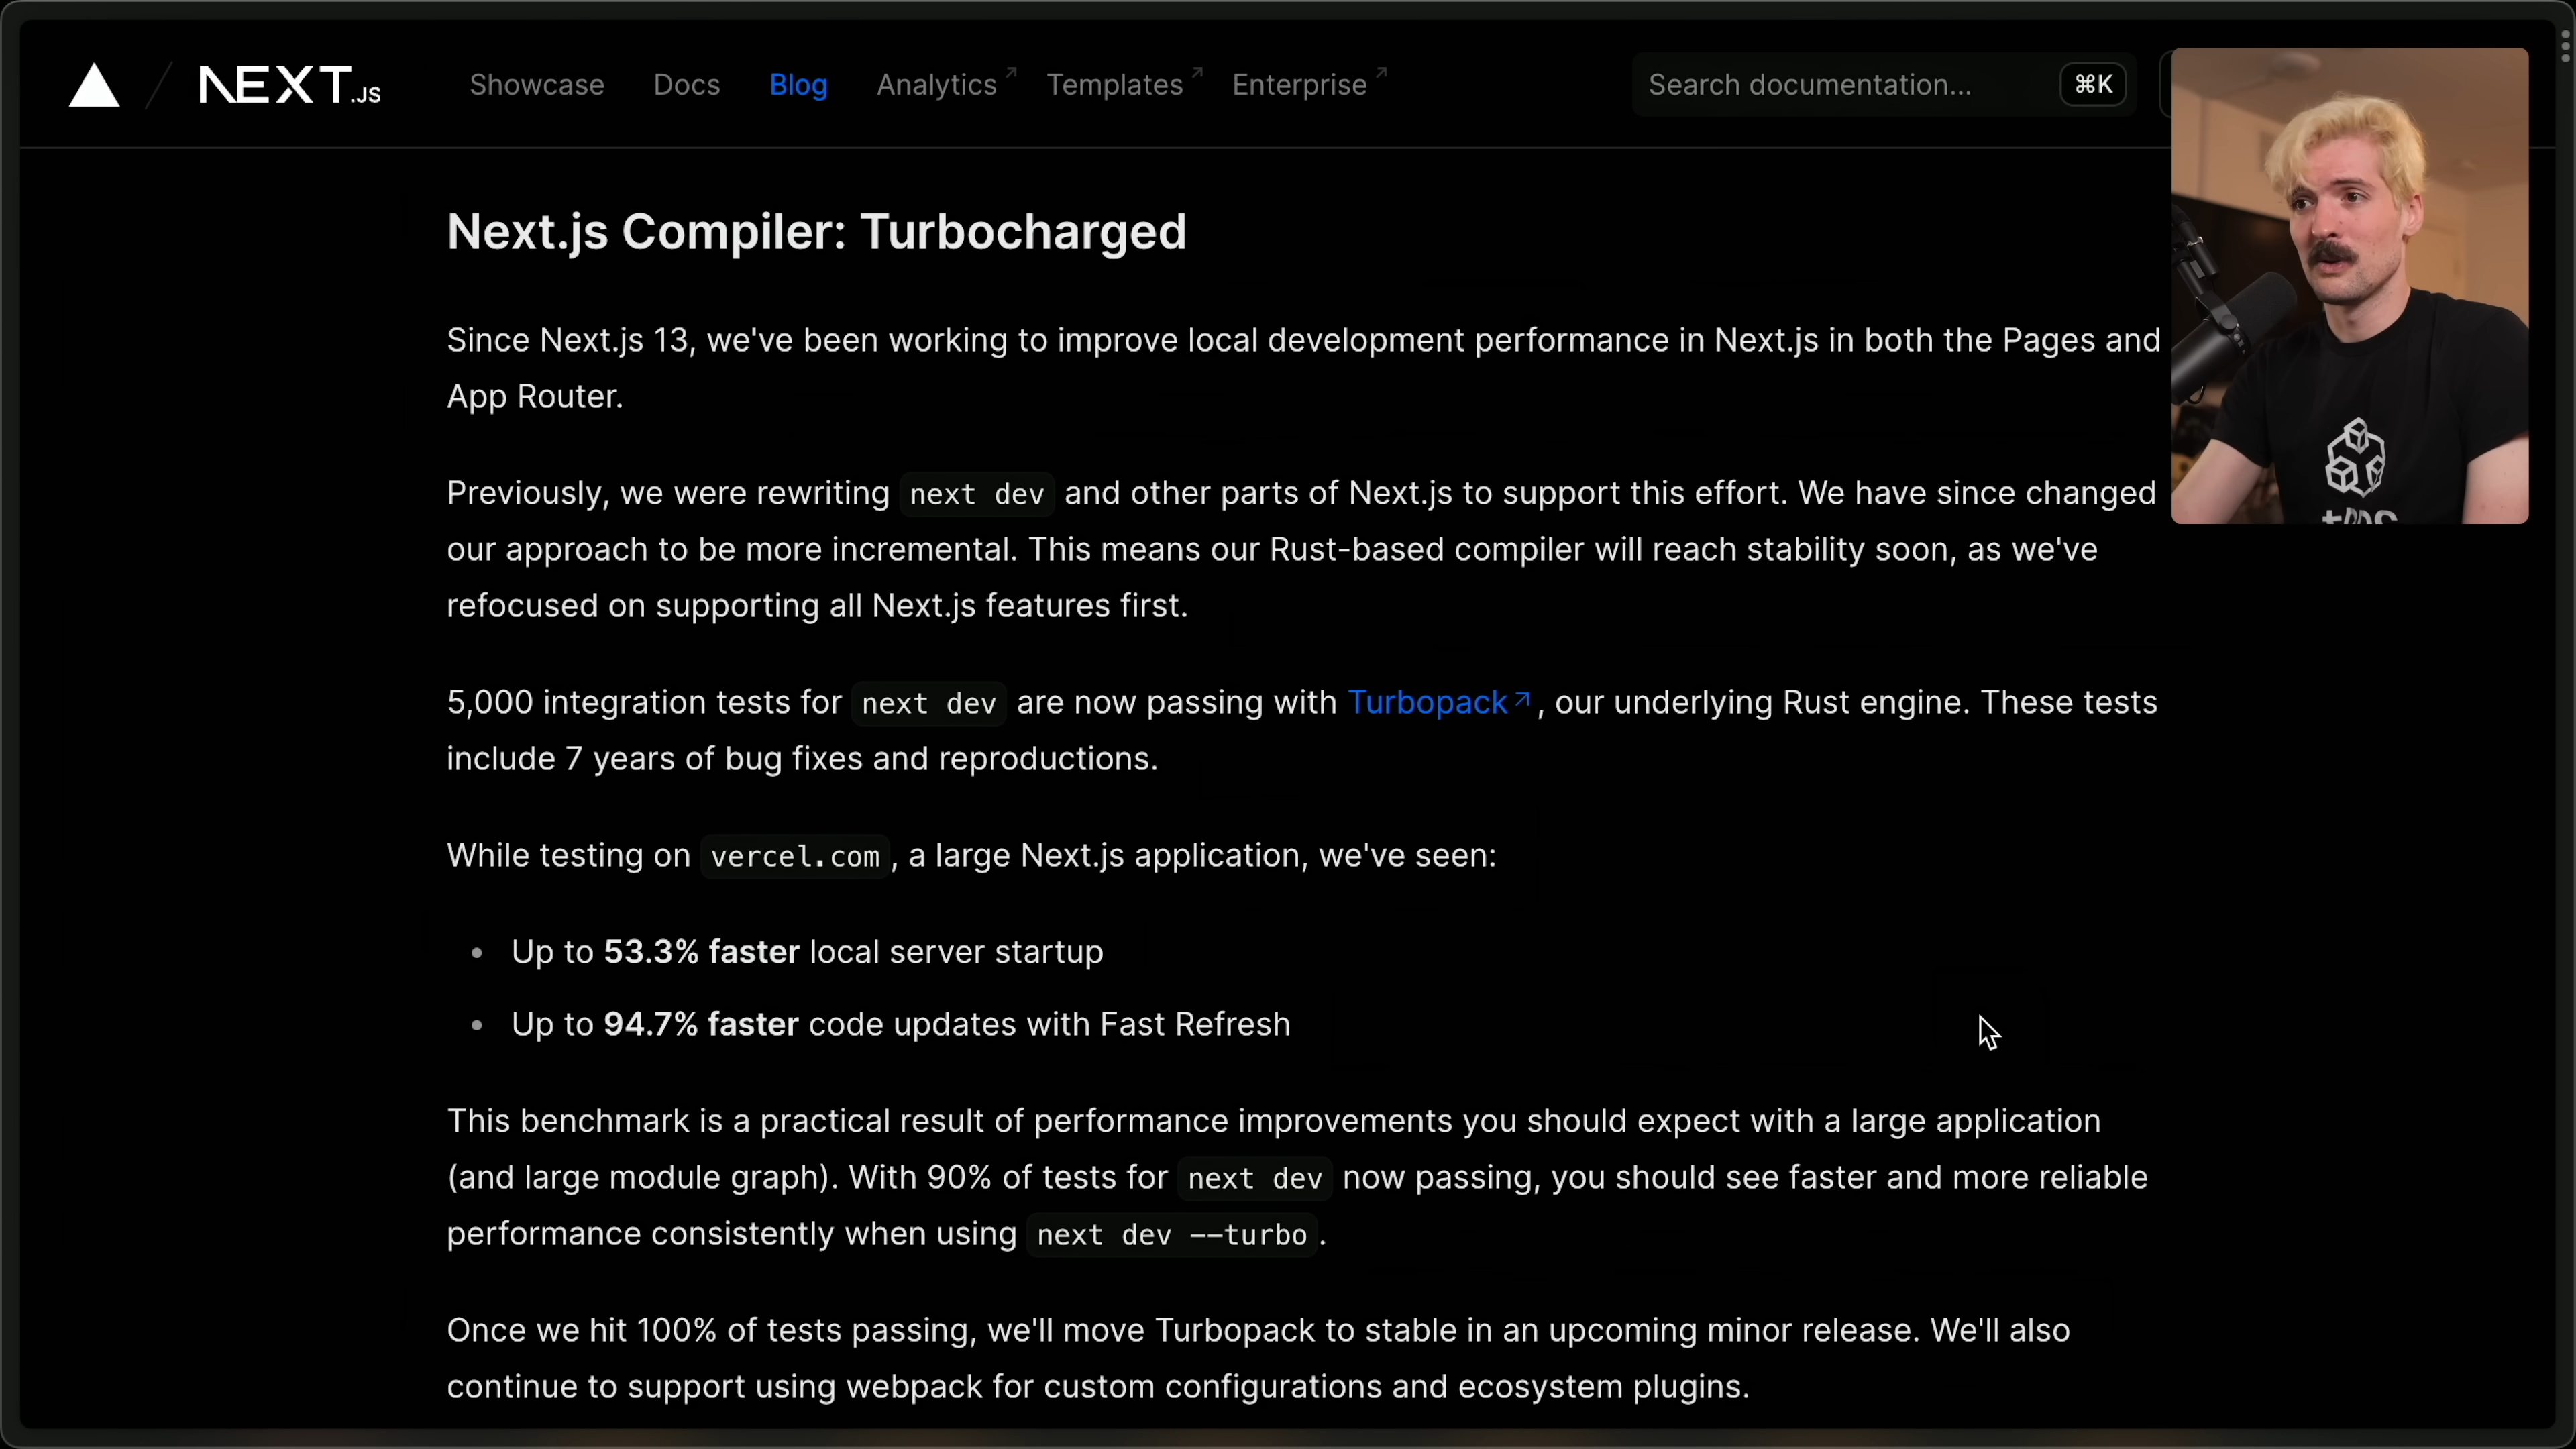 NEXT.JS Showcase Docs Blog Analytics Templates Enterprise Search documentation... ⌘K
Next.js Compiler: Turbocharged
Since Next.js 13, we've been working to improve local development performance in Next.js in both the Pages and
App Router.
Previously, we were rewriting next dev and other parts of Next.js to support this effort. We have since changed
our approach to be more incremental. This means our Rust-based compiler will reach stability soon, as we've
refocused on supporting all Next.js features first.
5,000 integration tests for next dev are now passing with Turbopack, our underlying Rust engine. These tests
include 7 years of bug fixes and reproductions.
While testing on vercel.com, a large Next.js application, we've seen:
• Up to 53.3% faster local server startup
• Up to 94.7% faster code updates with Fast Refresh
This benchmark is a practical result of performance improvements you should expect with a large application
(and large module graph). With 90% of tests for next dev now passing, you should see faster and more reliable
performance consistently when using next dev --turbo.
Once we hit 100% of tests passing, we'll move Turbopack to stable in an upcoming minor release. We'll also
continue to support using webpack for custom configurations and ecosystem plugins.